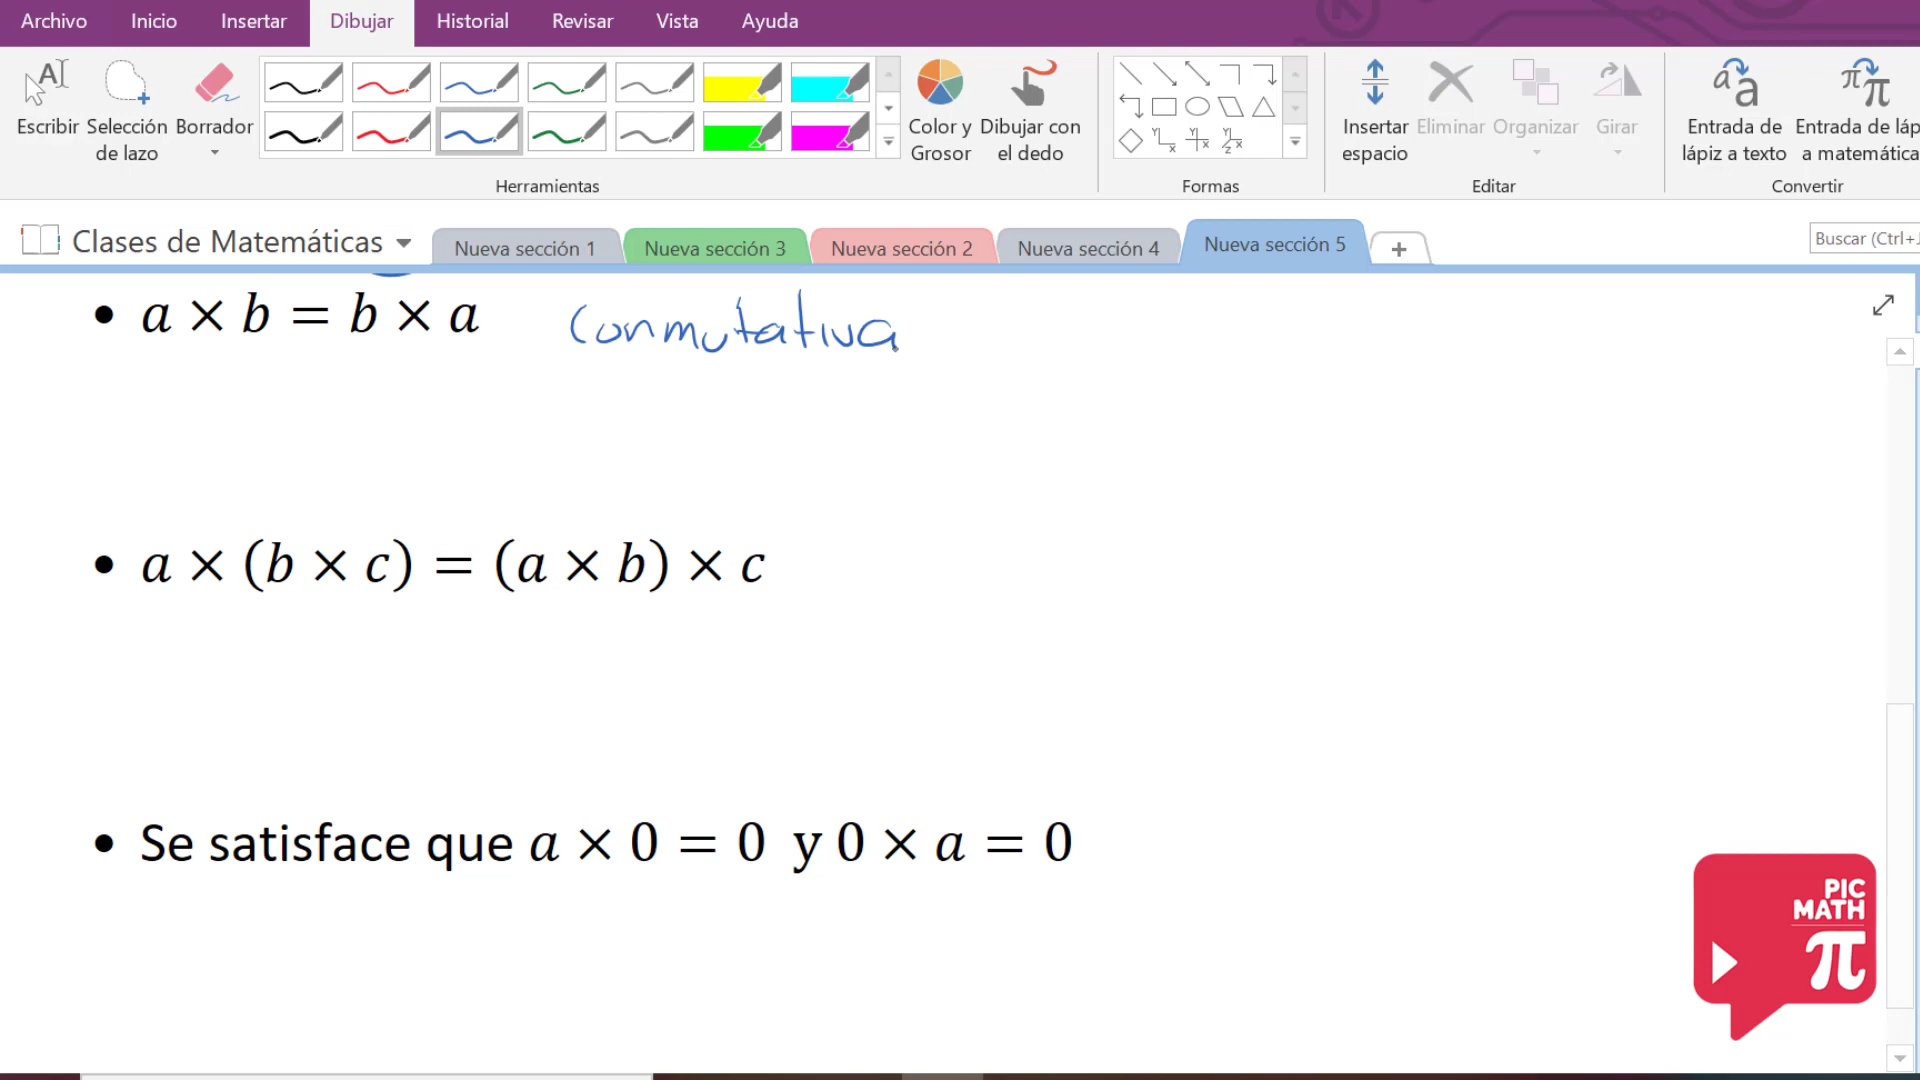 Archivo Inicio Insertar Dibujar Historial Revisar Vista Ayuda
Escribir Selección de lazo Borrador Color y Grosor Dibujar con el dedo Insertar espacio Eliminar Organizar Girar Entrada de lápiz a texto Entrada de láp a matemática
Herramientas Formas Editar Convertir
Clases de Matemáticas Nueva sección 1 Nueva sección 3 Nueva sección 2 Nueva sección 4 Nueva sección 5 + Buscar (Ctrl+
• a × b = b × a Conmutativa
• a × (b × c) = (a × b) × c
• Se satisface que a × 0 = 0 y 0 × a = 0
PIC
MATH
π